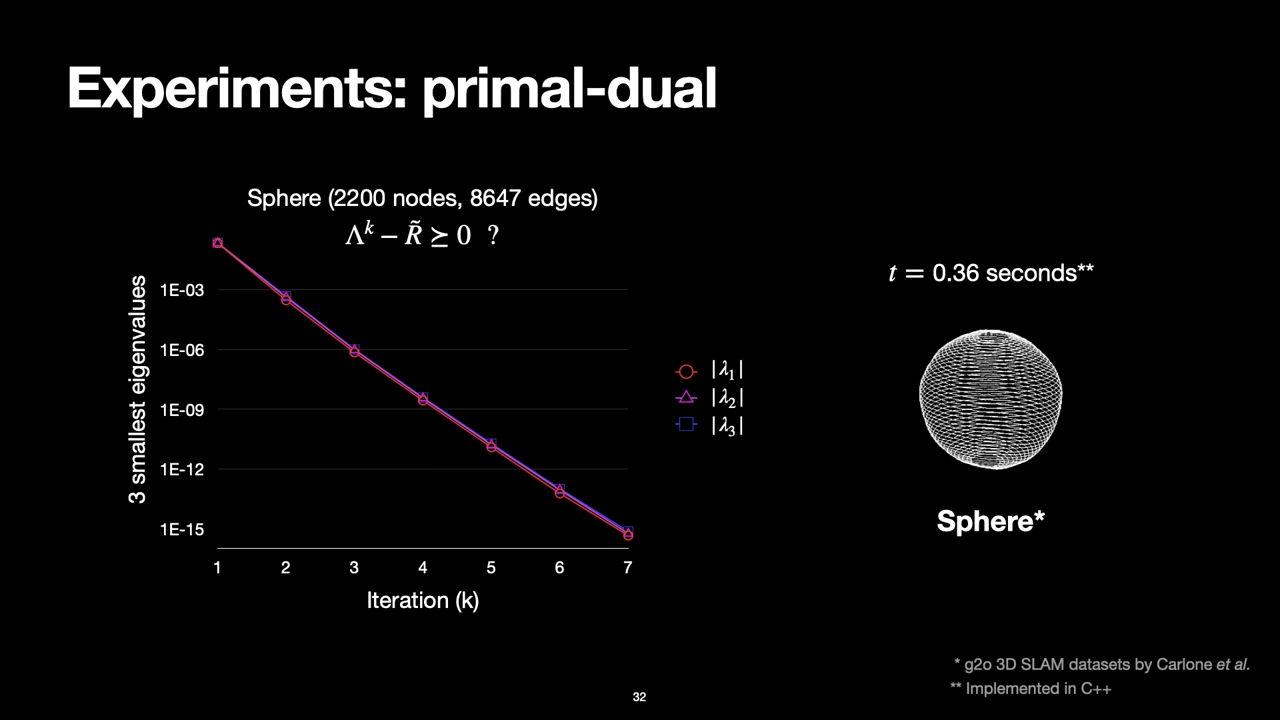 Experiments: primal-dual
Sphere (2200 nodes, 8647 edges)
Λᵏ − R̃ ⪰ 0 ?
3 smallest eigenvalues
1E-03
1E-06
1E-09
1E-12
1E-15
1 2 3 4 5 6 7
Iteration (k)
|λ₁|
|λ₂|
|λ₃|
t = 0.36 seconds**
Sphere*
* g2o 3D SLAM datasets by Carlone et al.
** Implemented in C++
32